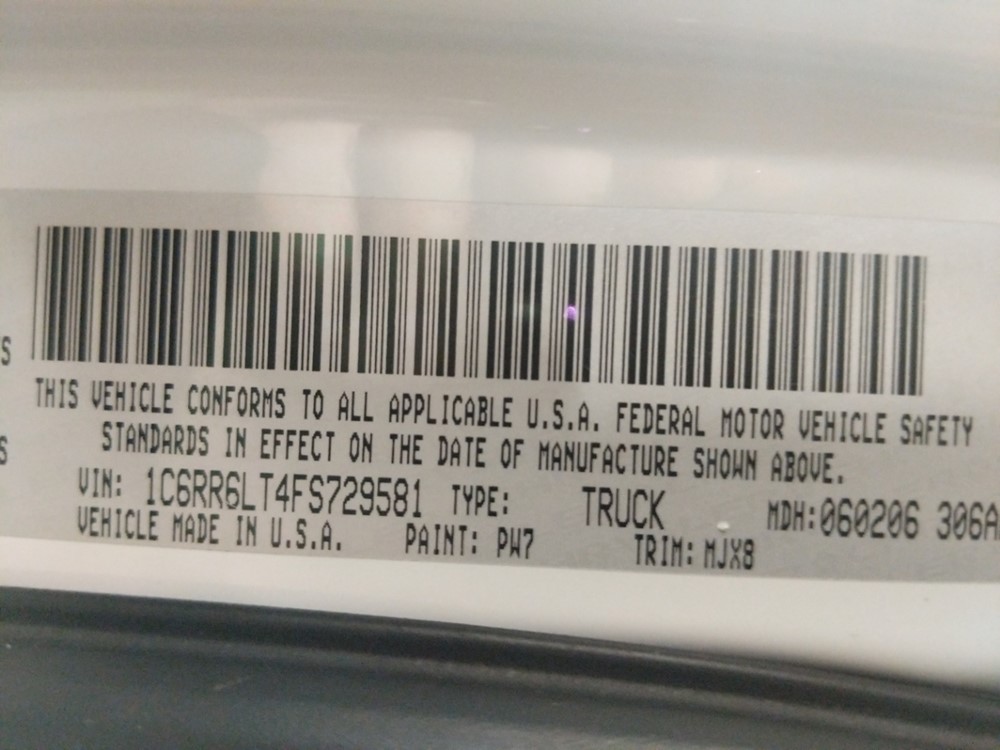 S
THIS VEHICLE CONFORMS TO ALL APPLICABLE U.S.A. FEDERAL MOTOR VEHICLE SAFETY
S STANDARDS IN EFFECT ON THE DATE OF MANUFACTURE SHOWN ABOVE.
VIN: 1C6RR6LT4FS729581 TYPE: TRUCK MDH:060206 306A
VEHICLE MADE IN U.S.A. PAINT: PW7 TRIM: MJX8